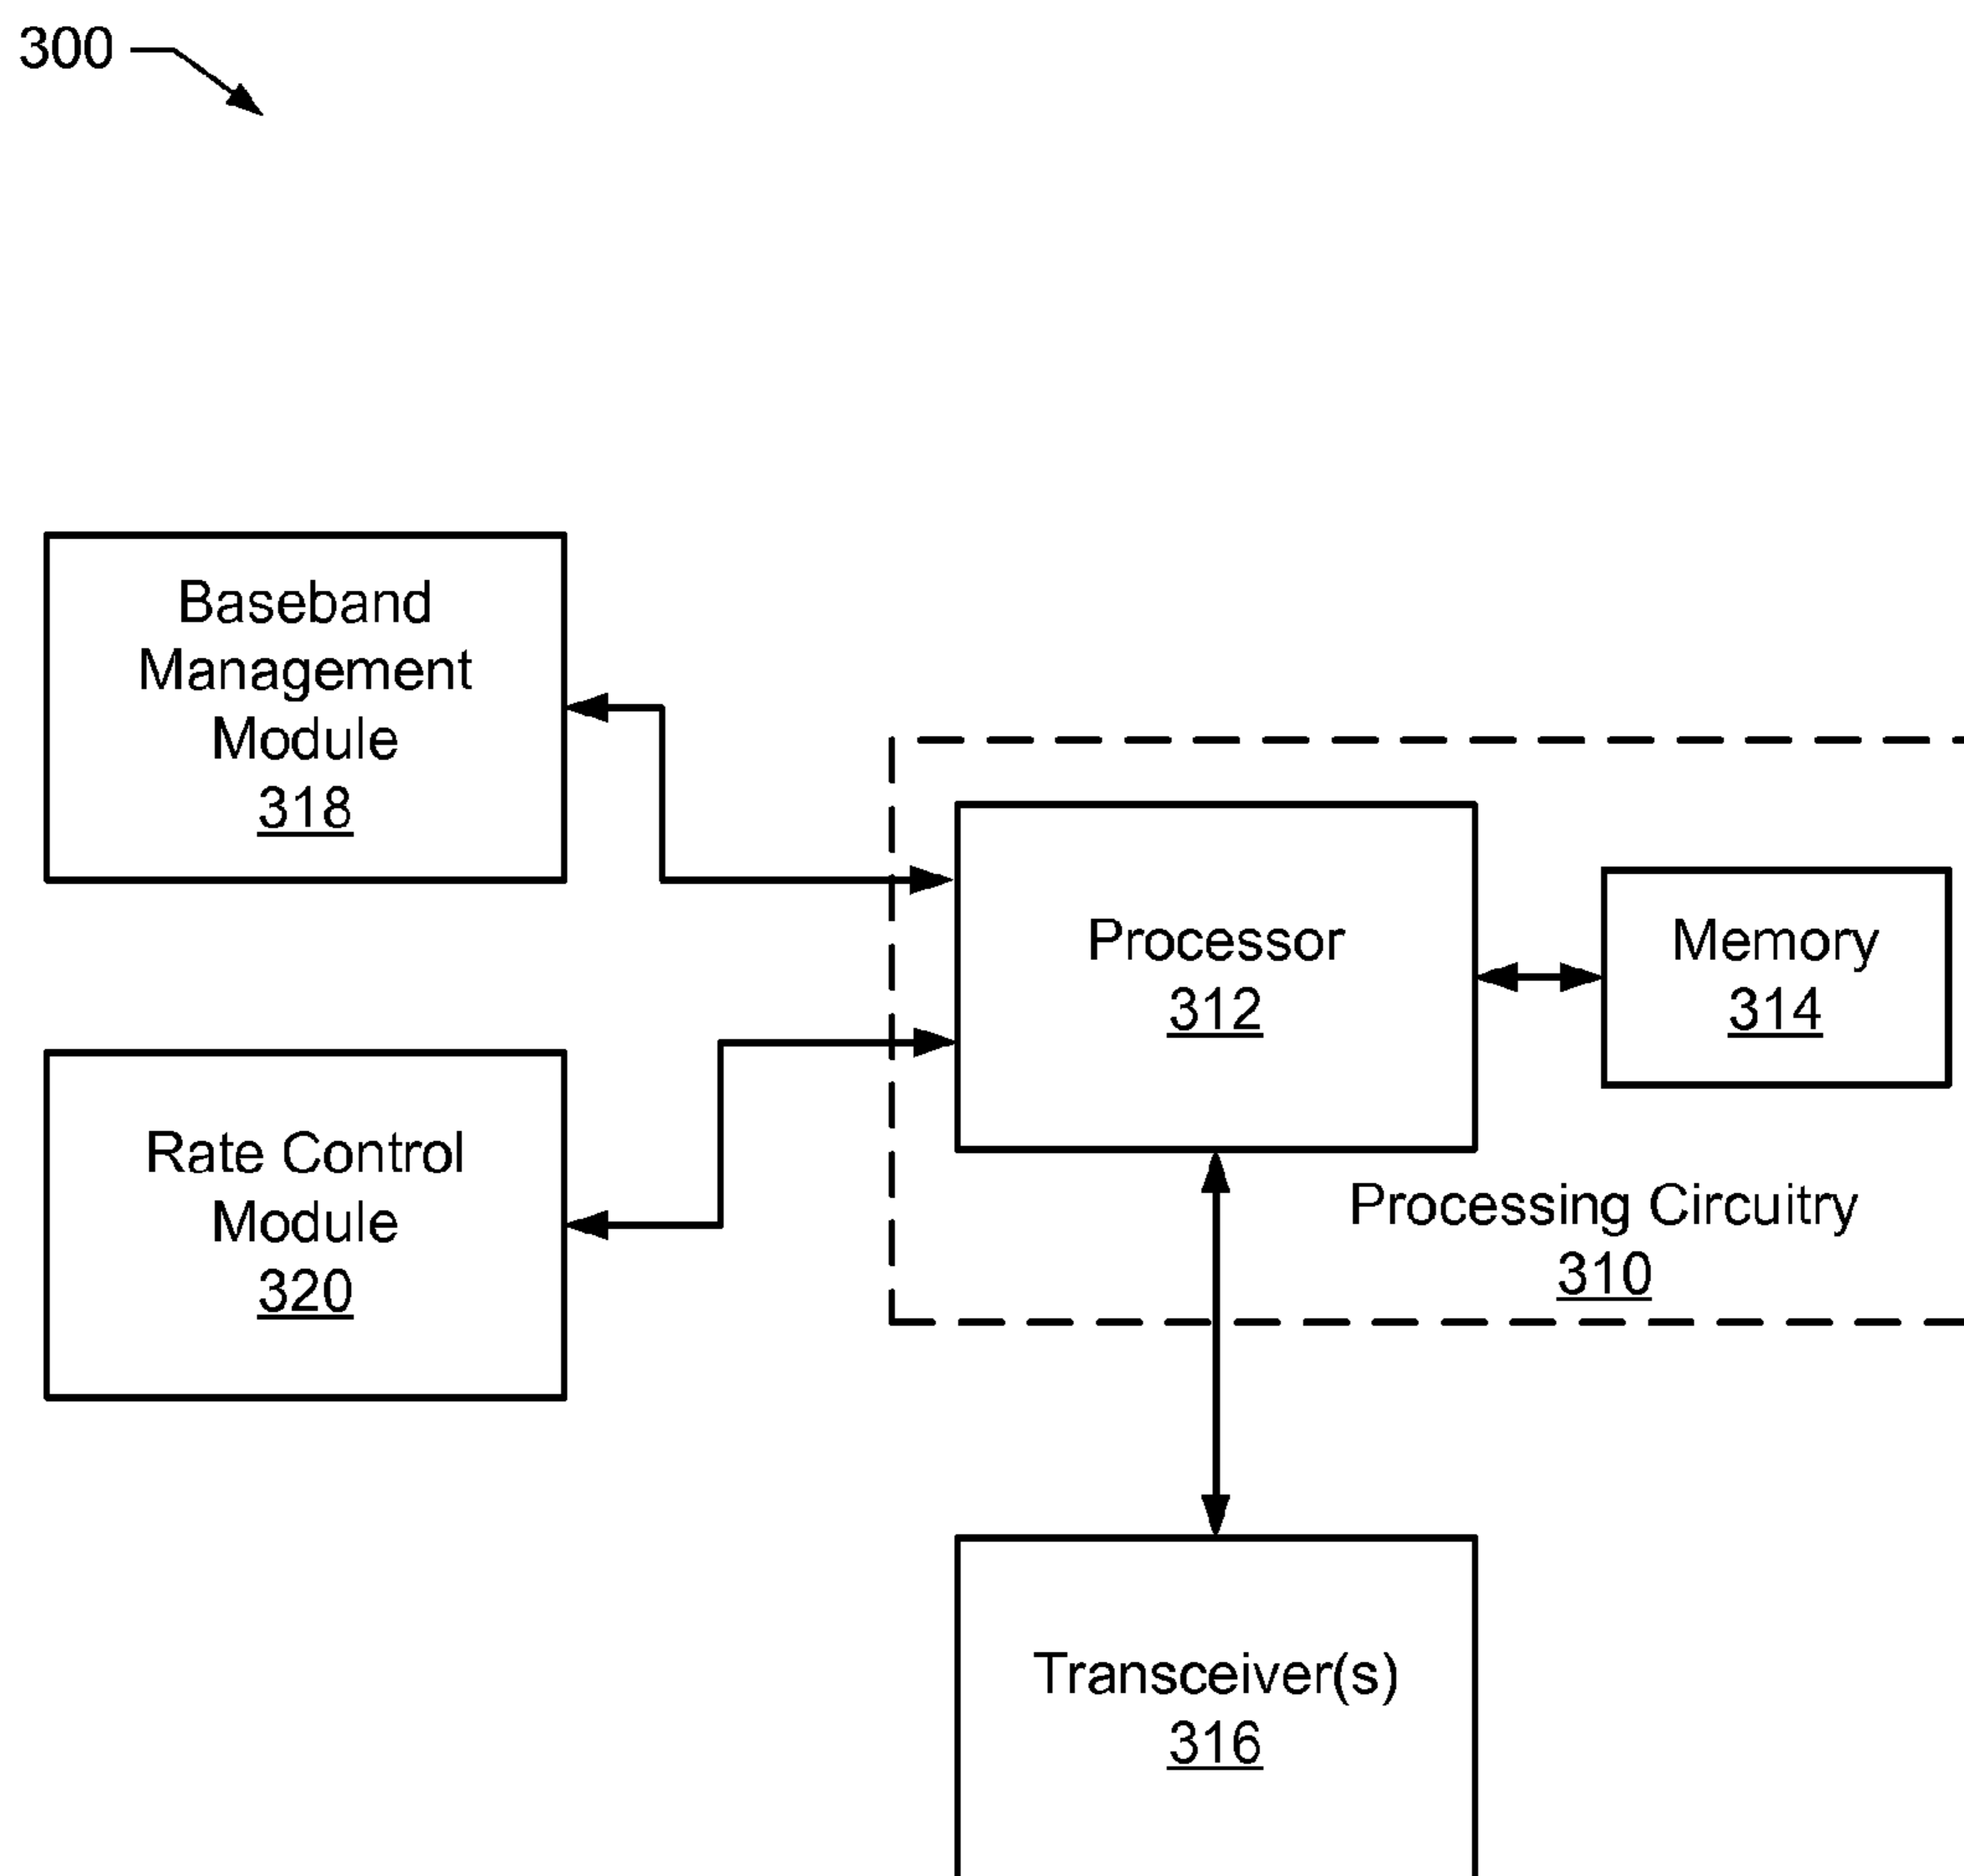 300
Baseband
Management
Module
318
Processor
312
Memory
314
Rate Control
Module
320
Processing Circuitry
310
Transceiver(s)
316